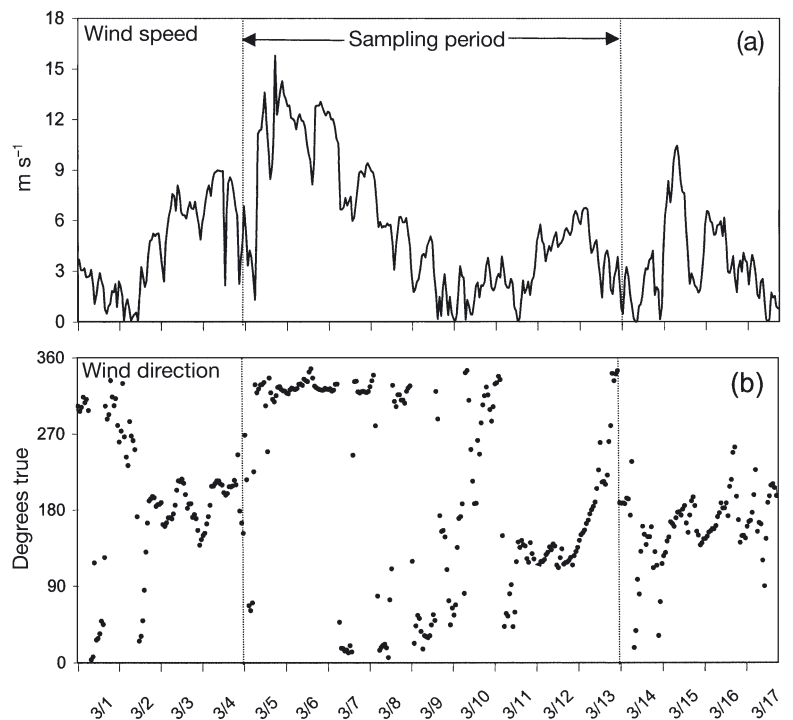 18
Wind speed
Sampling period
(a)
15
12
9
6
3
0
m s⁻¹
360
Wind direction
(b)
270
180
90
0
Degrees true
3/1 3/2 3/3 3/4 3/5 3/6 3/7 3/8 3/9 3/10 3/11 3/12 3/13 3/14 3/15 3/16 3/17